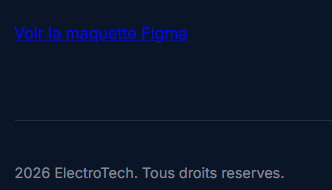 Voir la maquette Figma
2026 ElectroTech. Tous droits reserves.